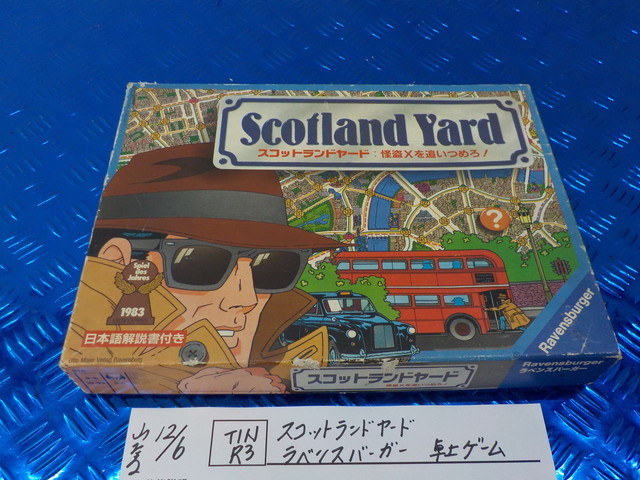 Scotland Yard
スコットランドヤード:怪盗Xを追いつめろ!
?
Spiel
des
Jahres
1983
日本語解説書付き
Ravensburger
Ravensburger
ラベンスバーガー
スコットランドヤード
12/6
TIN
R3
スコットランドヤード
ラベンスバーガー 卓上ゲーム